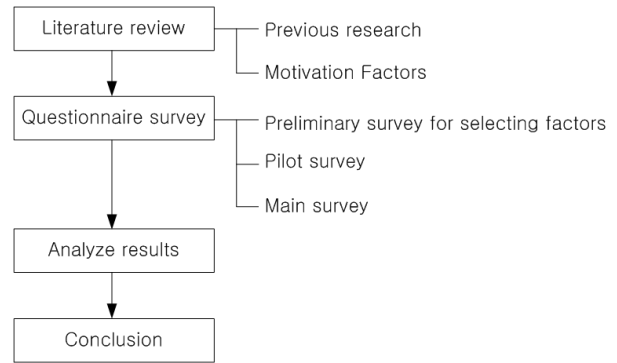 Literature review
Previous research
Motivation Factors
Questionnaire survey
Preliminary survey for selecting factors
Pilot survey
Main survey
Analyze results
Conclusion